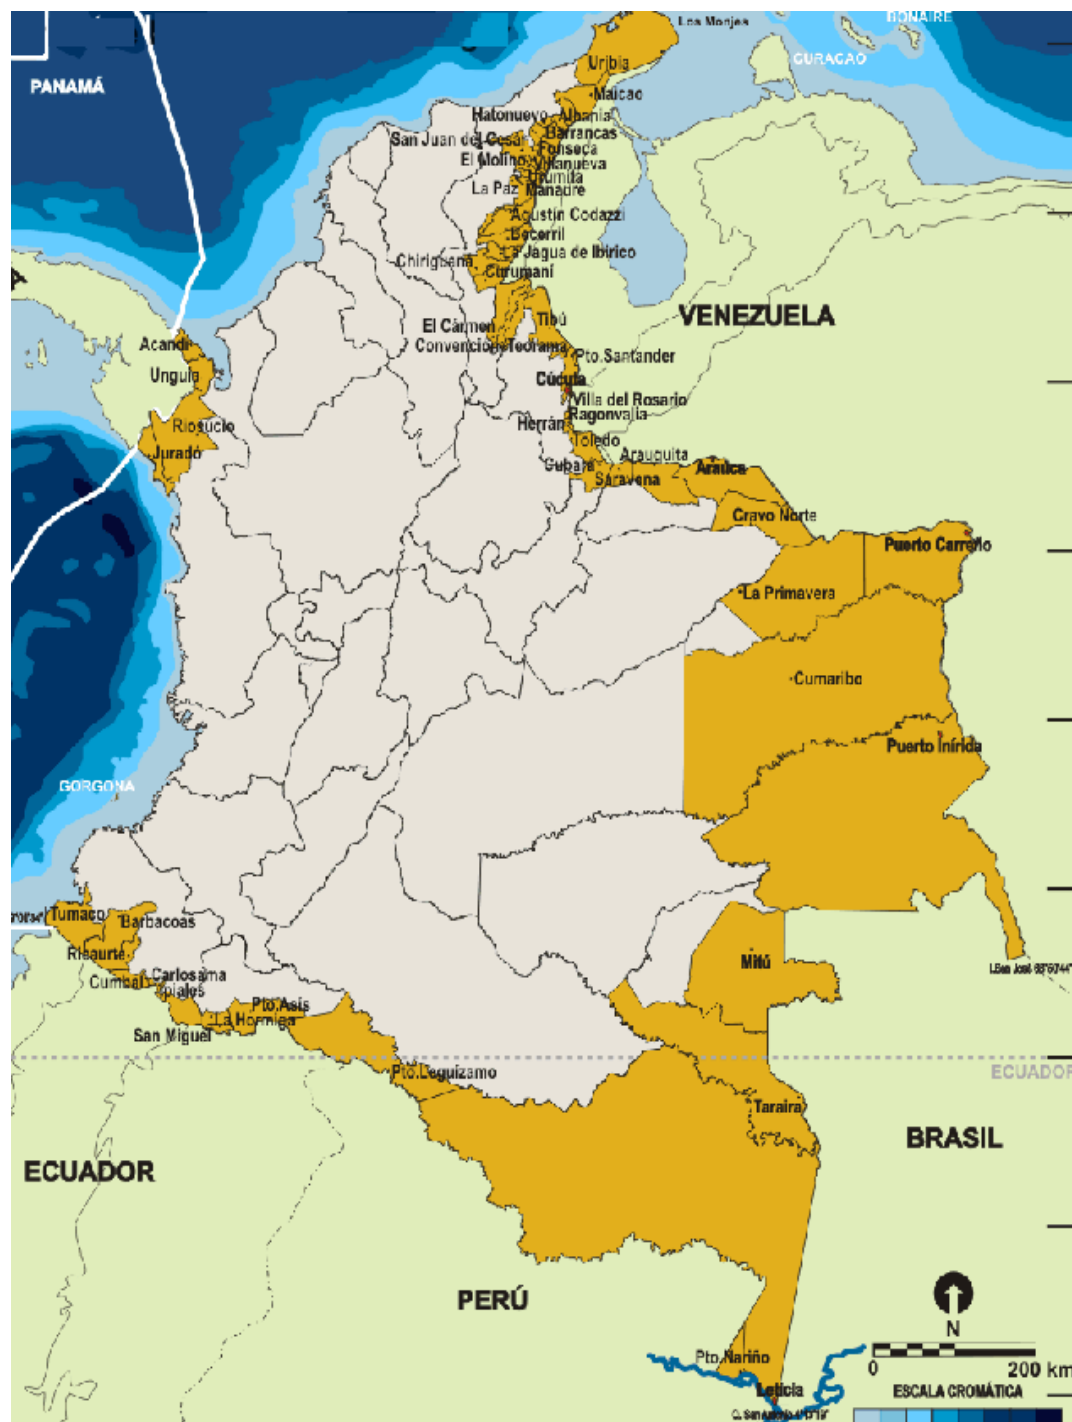 Los Monjes
BONAIRE
CURACAO
PANAMÁ
Uribia
Maicao
Hatonuevo
Albania
San Juan del Cesar
Barrancas
Fonseca
El Molino
Villanueva
Urumita
La Paz
Manaure
Agustín Codazzi
Becerril
La Jagua de Ibirico
Chiriguaná
Curumaní
VENEZUELA
El Cármen
Tibú
Acandí
Convención
Teorama
Pto.Santander
Unguía
Cúcuta
Villa del Rosario
Ragonvalia
Herrán
Riosucio
Toledo
Juradó
Arauquita
Cubará
Arauca
Saravena
Cravo Norte
Puerto Carreño
La Primavera
Cumaribo
Puerto Inírida
GORGONA
Tumaco
Barbacoas
Ricaurte
Mitú
Carlosama
Cumbal
Ipiales
Pto.Asís
La Hormiga
San Miguel
ECUADOR
Pto.Leguizamo
Taraira
BRASIL
ECUADOR
PERÚ
N
Pto.Nariño
0 200 km
Leticia
ESCALA CROMÁTICA